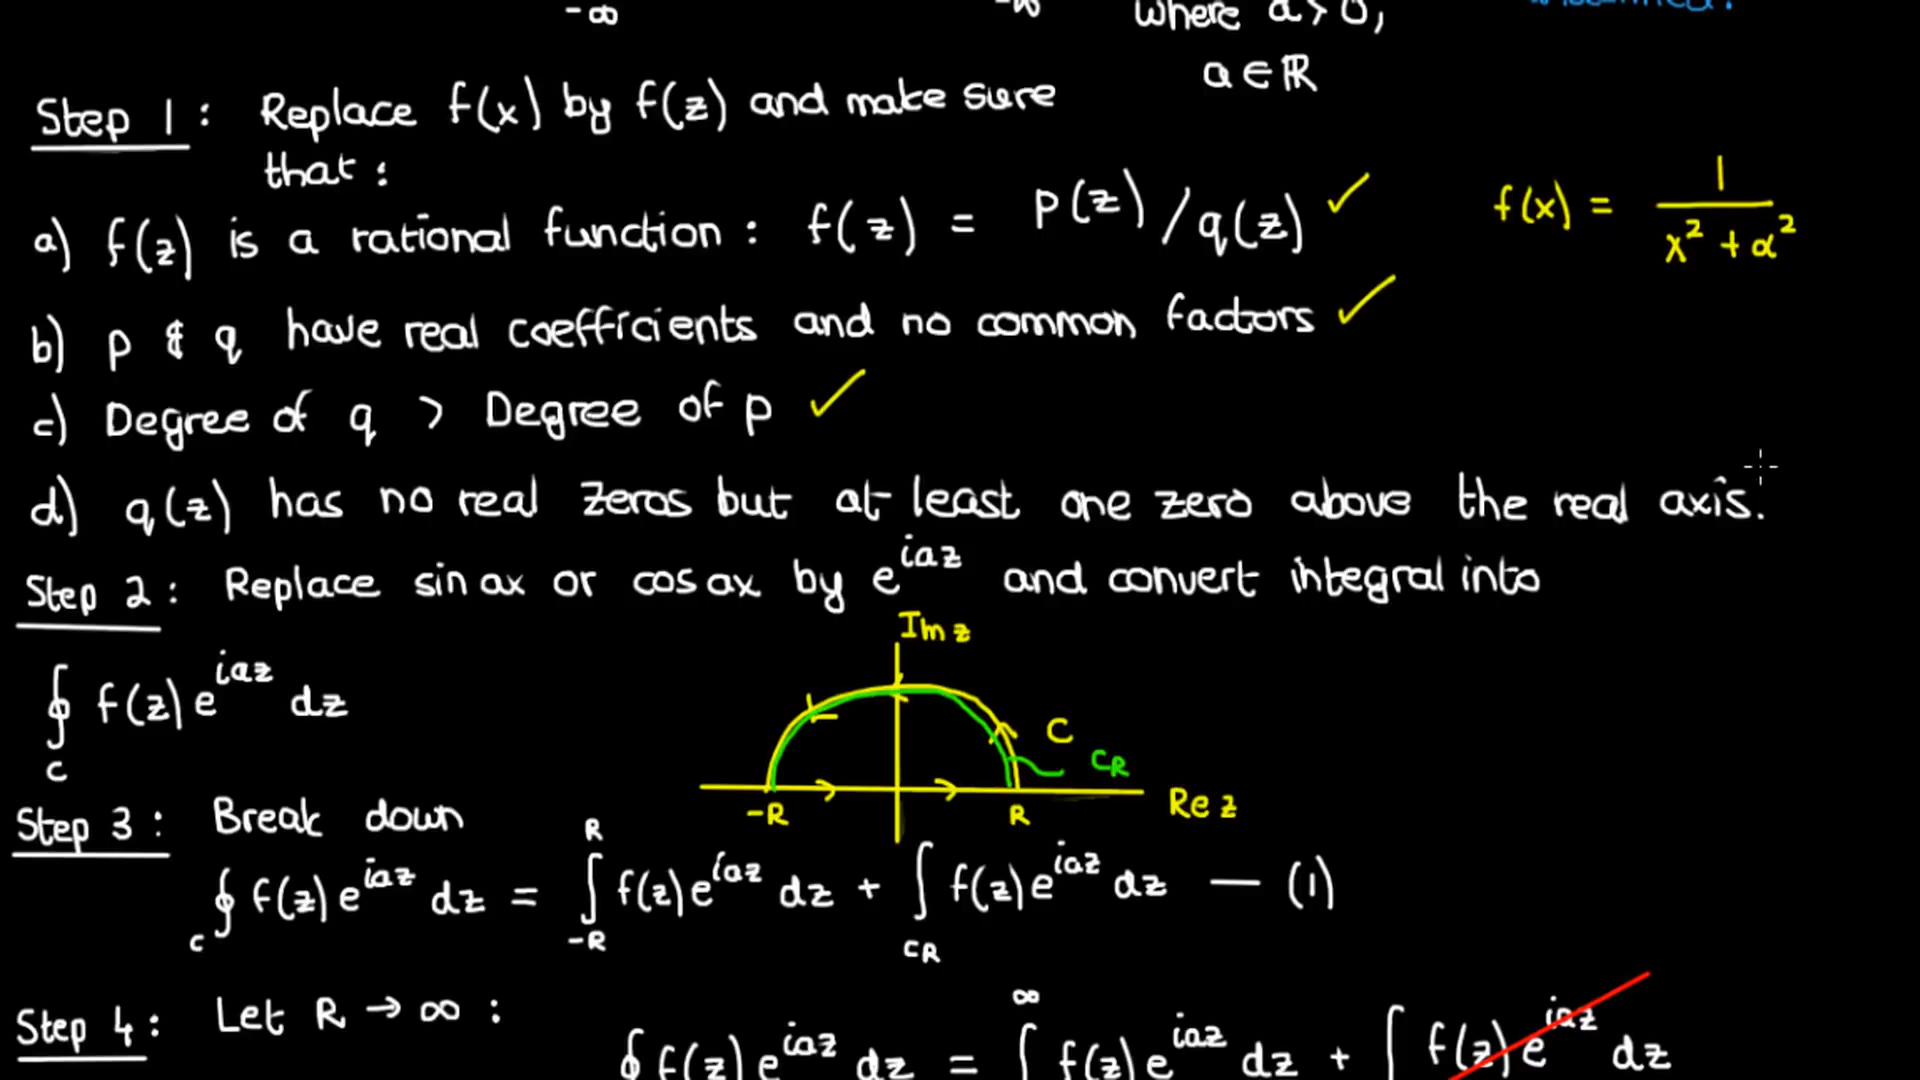 -∞ -∞ where a > 0,
a ∈ ℝ
Step 1: Replace f(x) by f(z) and make sure
that:
a) f(z) is a rational function: f(z) = p(z)/q(z) ✓ f(x) = 1/(x² + α²)
b) p & q have real coefficients and no common factors ✓
c) Degree of q > Degree of p ✓
d) q(z) has no real zeros but at least one zero above the real axis.
Step 2: Replace sin ax or cos ax by e^{iaz} and convert integral into
Im z
∮_C f(z) e^{iaz} dz
C
C_R
-R R Re z
Step 3: Break down
∮_C f(z) e^{iaz} dz = ∫_{-R}^{R} f(z) e^{iaz} dz + ∫_{C_R} f(z) e^{iaz} dz — (1)
Step 4: Let R → ∞:
∮ f(z) e^{iaz} dz = ∫^∞ f(z) e^{iaz} dz + ∫ f(z) e^{iaz} dz